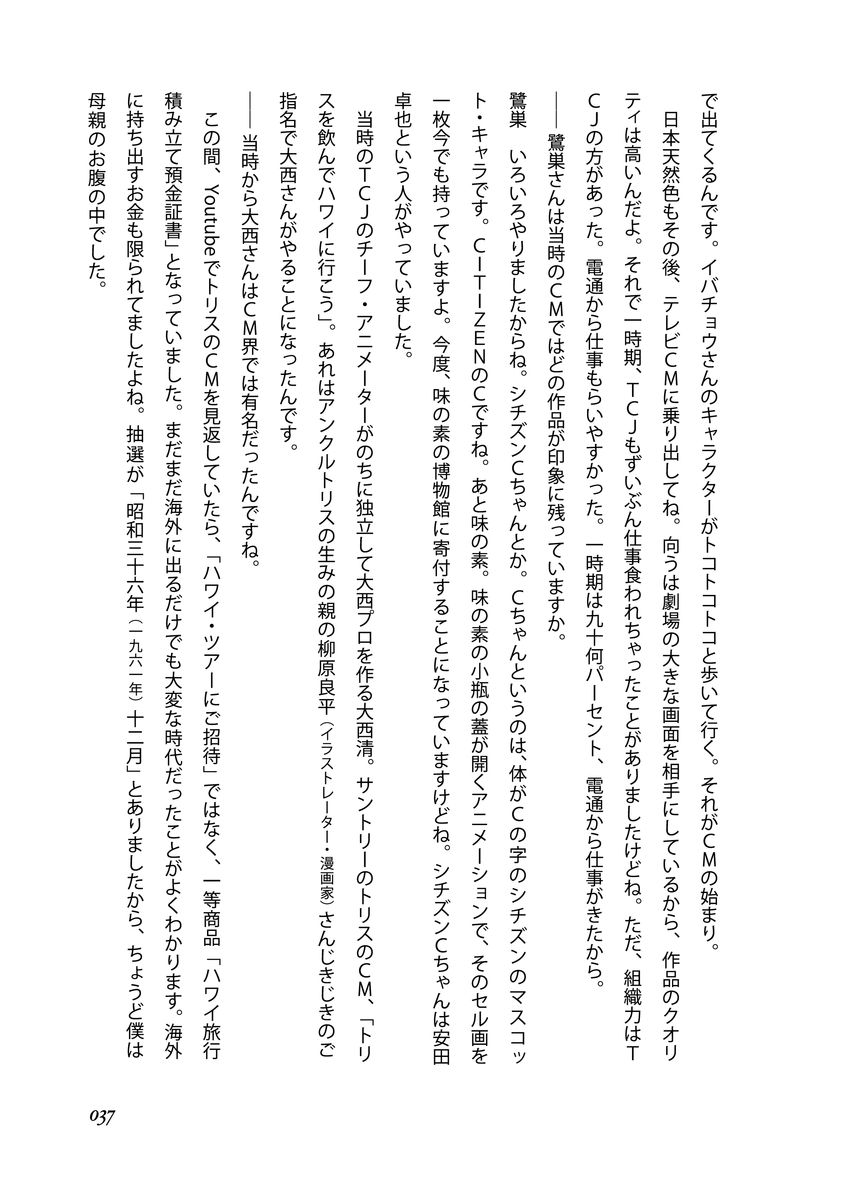 で出てくるんです。イバチョウさんのキャラクターがトコトコトコと歩いて行く。それがCMの始まり。
日本天然色もその後、テレビCMに乗り出してね。向うは劇場の大きな画面を相手にしているから、作品のクオリ
ティは高いんだよ。それで一時期、TCJもずいぶん仕事食われちゃったことがありましたけどね。ただ、組織力はT
CJの方があった。電通から仕事もらいやすかった。一時期は九十何パーセント、電通から仕事がきたから。
―― 鷺巣さんは当時のCMではどの作品が印象に残っていますか。
鷺巣 いろいろやりましたからね。シチズンCちゃんとか。Cちゃんというのは、体がCの字のシチズンのマスコッ
ト・キャラです。CITIZENのCですね。あと味の素。味の素の小瓶の蓋が開くアニメーションで、そのセル画を
一枚今でも持っていますよ。今度、味の素の博物館に寄付することになっていますけどね。シチズンCちゃんは安田
卓也という人がやっていました。
当時のTCJのチーフ・アニメーターがのちに独立して大西プロを作る大西清。サントリーのトリスのCM、「トリ
スを飲んでハワイに行こう」。あれはアンクルトリスの生みの親の柳原良平（イラストレーター・漫画家）さんじきじきのご
指名で大西さんがやることになったんです。
―― 当時から大西さんはCM界では有名だったんですね。
この間、Youtubeでトリスのを見返していたら、「ハワイ・ツアーにご招待」ではなく、一等商品「ハワイ旅行
積み立て預金証書」となっていました。まだまだ海外に出るだけでも大変な時代だったことがよくわかります。海外
に持ち出すお金も限られてましたよね。抽選が「昭和三十六年（一九六一年）十二月」とありましたから、ちょうど僕は
母親のお腹の中でした。
037